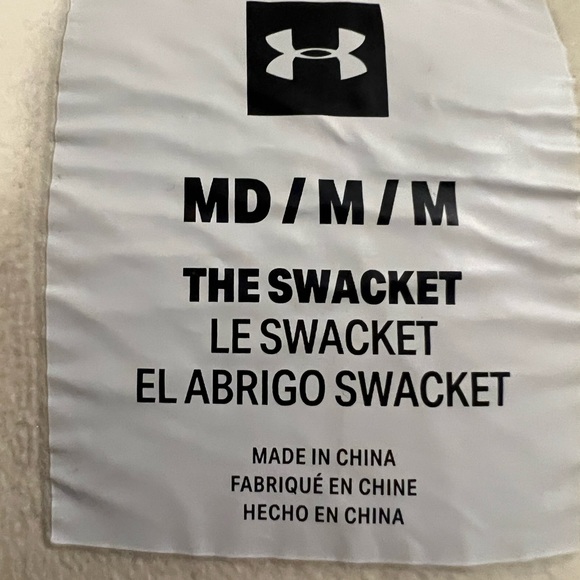 MD / M / M
THE SWACKET
LE SWACKET
EL ABRIGO SWACKET
MADE IN CHINA
FABRIQUÉ EN CHINE
HECHO EN CHINA